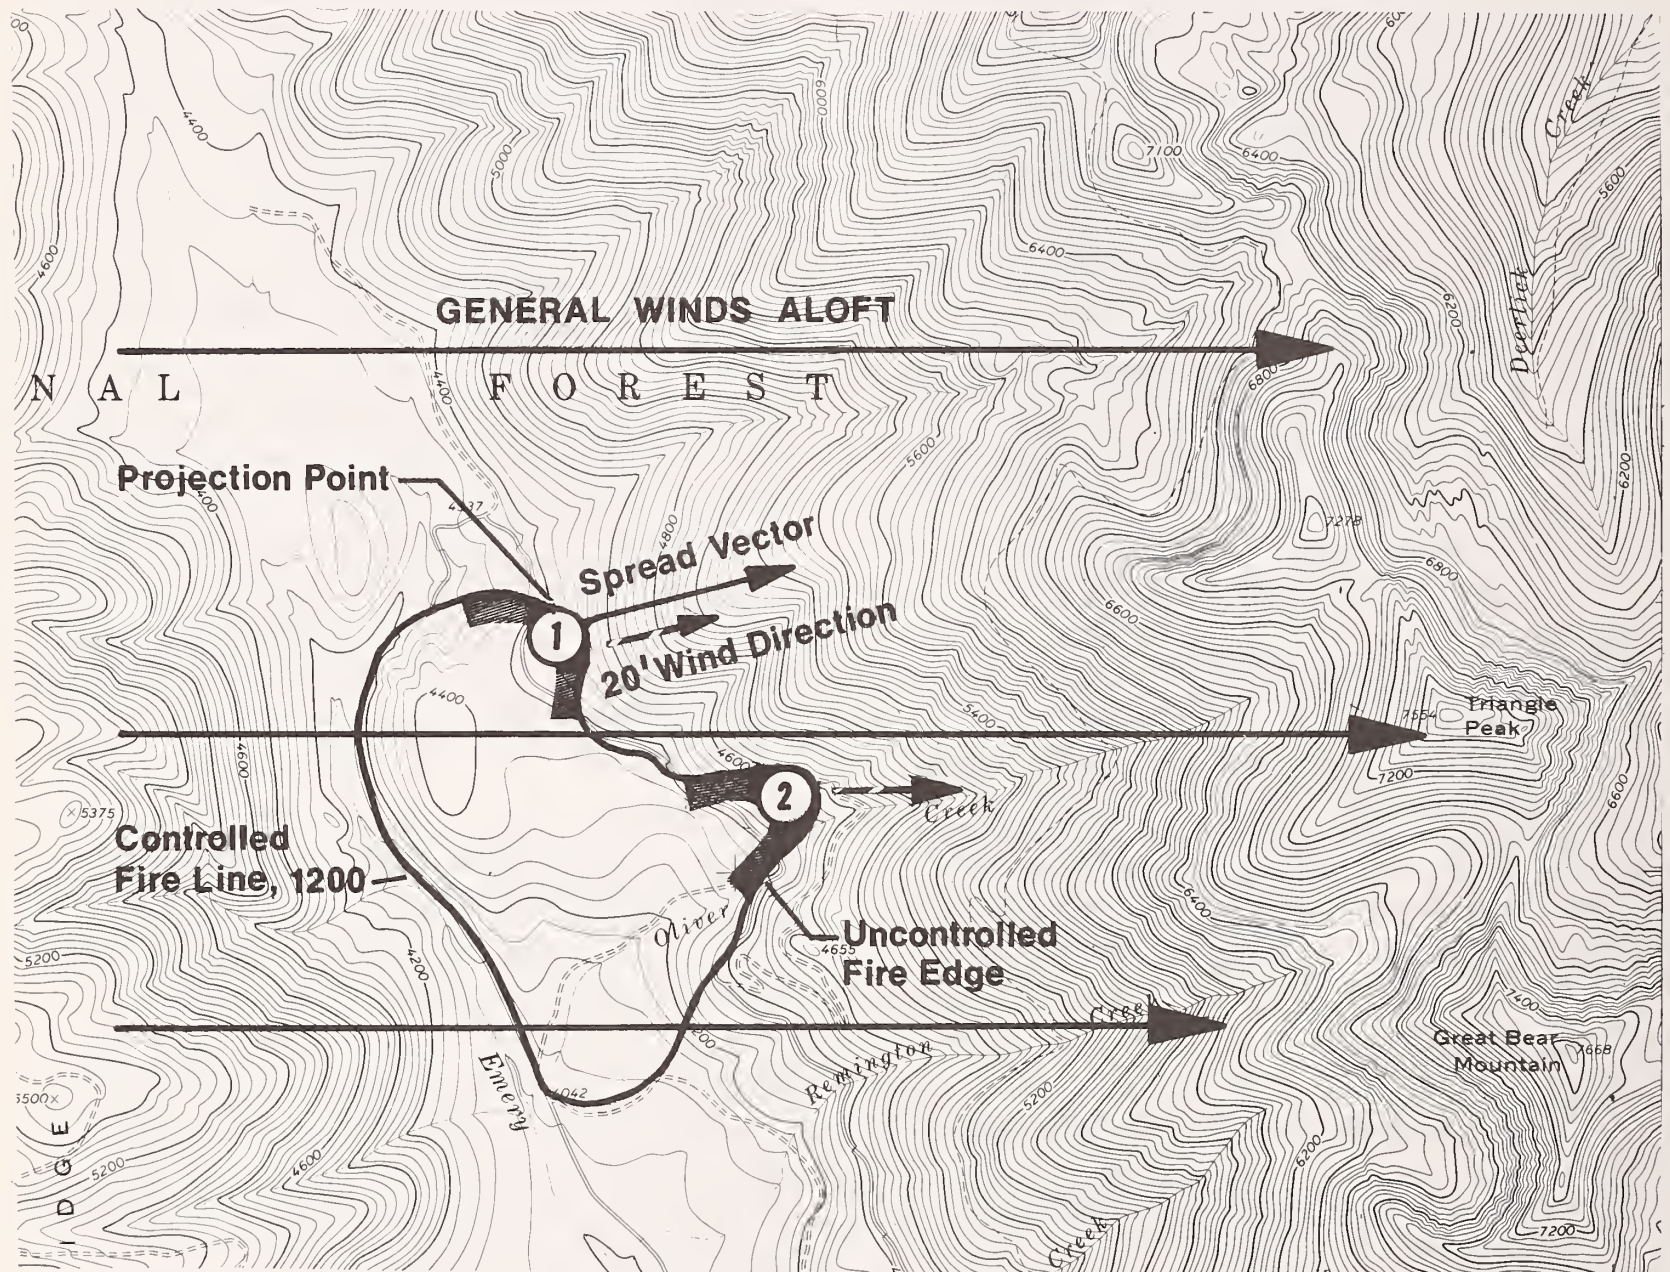 4400
6000
5000
7100
6400
Creek
5600
4600
6400
6200
Deerlick
GENERAL WINDS ALOFT
6800
N A L
F O R E S T
4400
5600
6200
Projection Point
4800
7278
Spread Vector
6800
6600
1
20' Wind Direction
4400
5400
7554
Triangle
Peak
4600
4600
7200
6600
2
×5375
Creek
Controlled
Fire Line, 1200
6400
Oliver
4655
Uncontrolled
Fire Edge
5200
4200
7400
Creek
Great Bear
Mountain
7668
Remington
Emery
4042
5200
5500×
6200
5200
4600
IDGE
Creek
7200